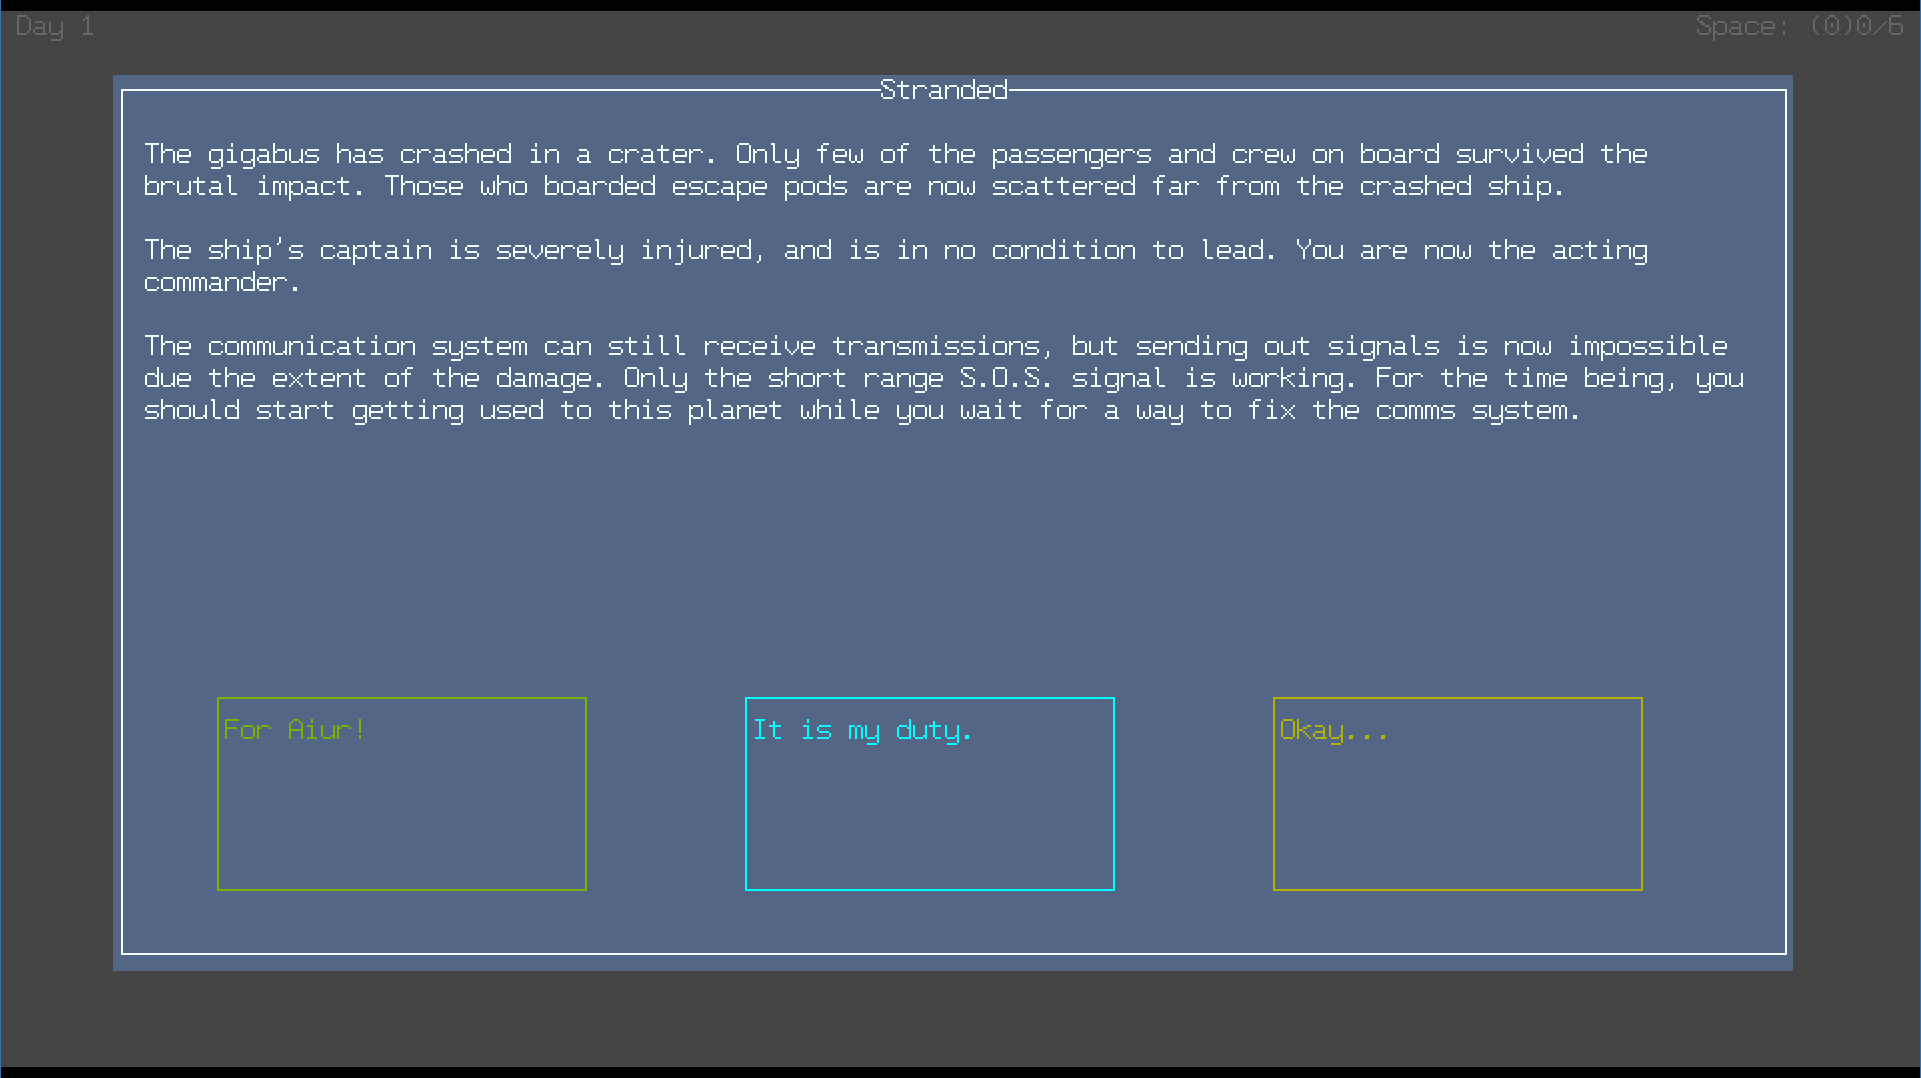 Day 1
Space: (0)0/6
Stranded
The gigabus has crashed in a crater. Only few of the passengers and crew on board survived the
brutal impact. Those who boarded escape pods are now scattered far from the crashed ship.
The ship's captain is severely injured, and is in no condition to lead. You are now the acting
commander.
The communication system can still receive transmissions, but sending out signals is now impossible
due the extent of the damage. Only the short range S.O.S. signal is working. For the time being, you
should start getting used to this planet while you wait for a way to fix the comms system.
For Aiur!
It is my duty.
Okay...